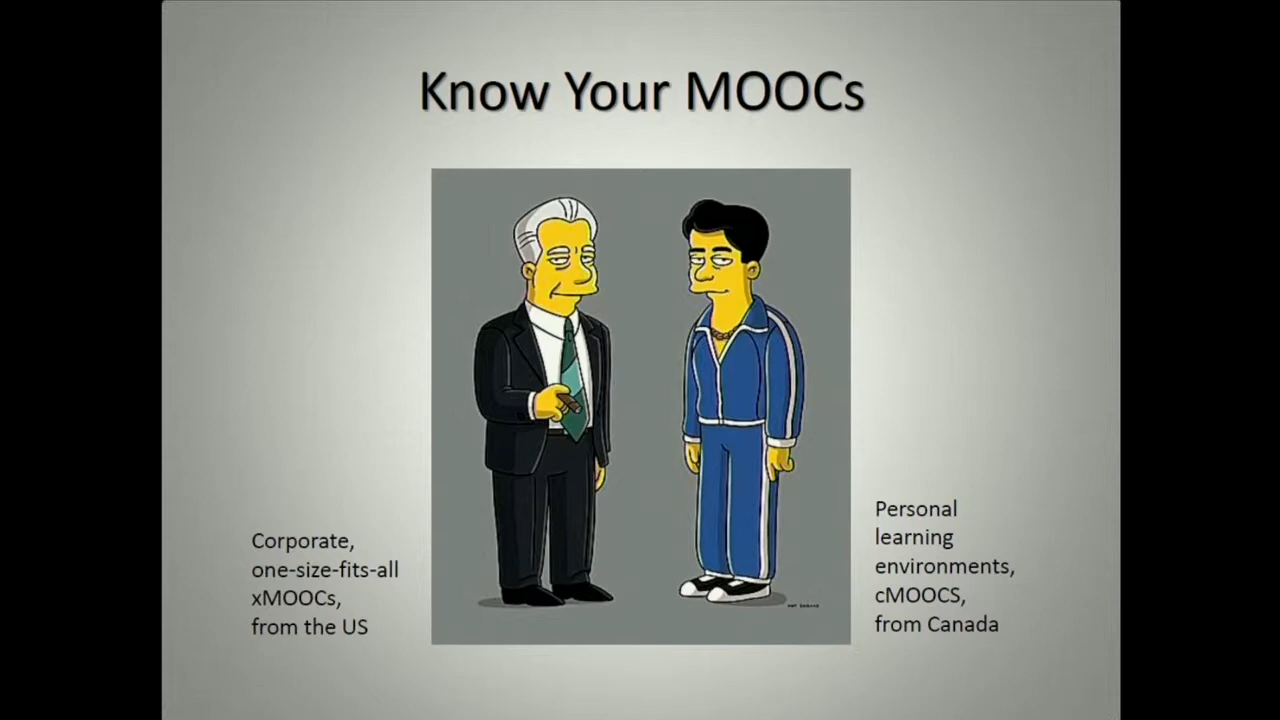 Know Your MOOCs
Corporate,
one-size-fits-all
xMOOCs,
from the US
Personal
learning
environments,
cMOOCS,
from Canada